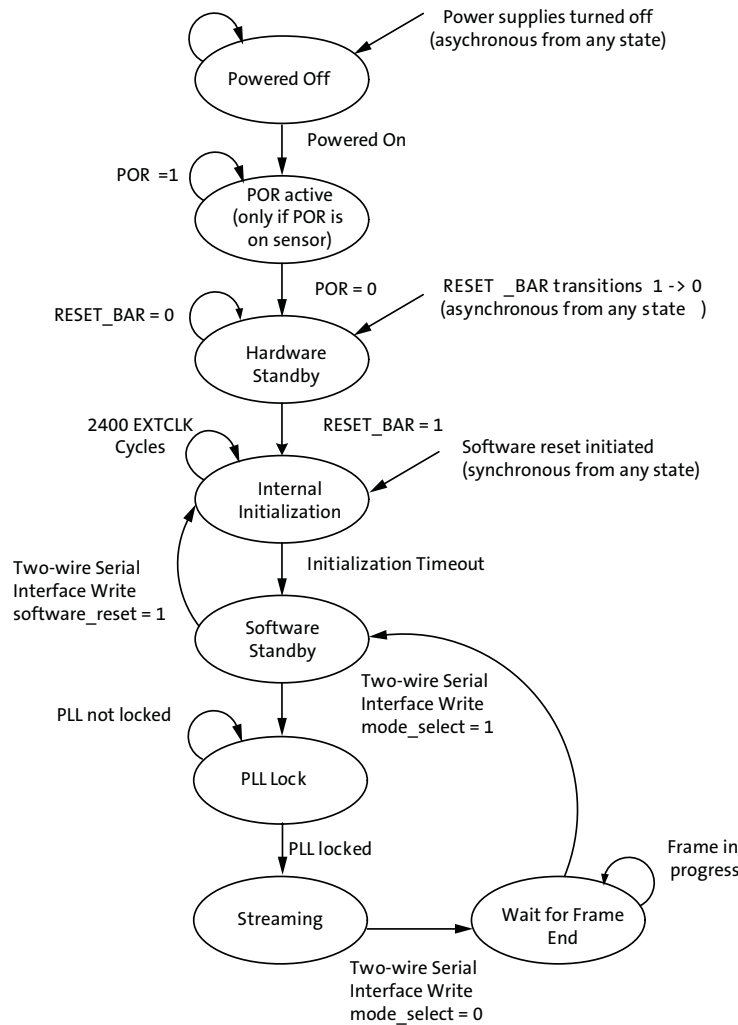 Power supplies turned off
(asychronous from any state)
Powered Off
Powered On
POR =1
POR active
(only if POR is
on sensor)
POR = 0
RESET _BAR transitions 1 -> 0
(asynchronous from any state )
RESET_BAR = 0
Hardware
Standby
2400 EXTCLK
Cycles
RESET_BAR = 1
Software reset initiated
(synchronous from any state)
Internal
Initialization
Initialization Timeout
Two-wire Serial
Interface Write
software_reset = 1
Software
Standby
Two-wire Serial
Interface Write
mode_select = 1
PLL not locked
PLL Lock
PLL locked
Frame in
progress
Streaming
Wait for Frame
End
Two-wire Serial
Interface Write
mode_select = 0